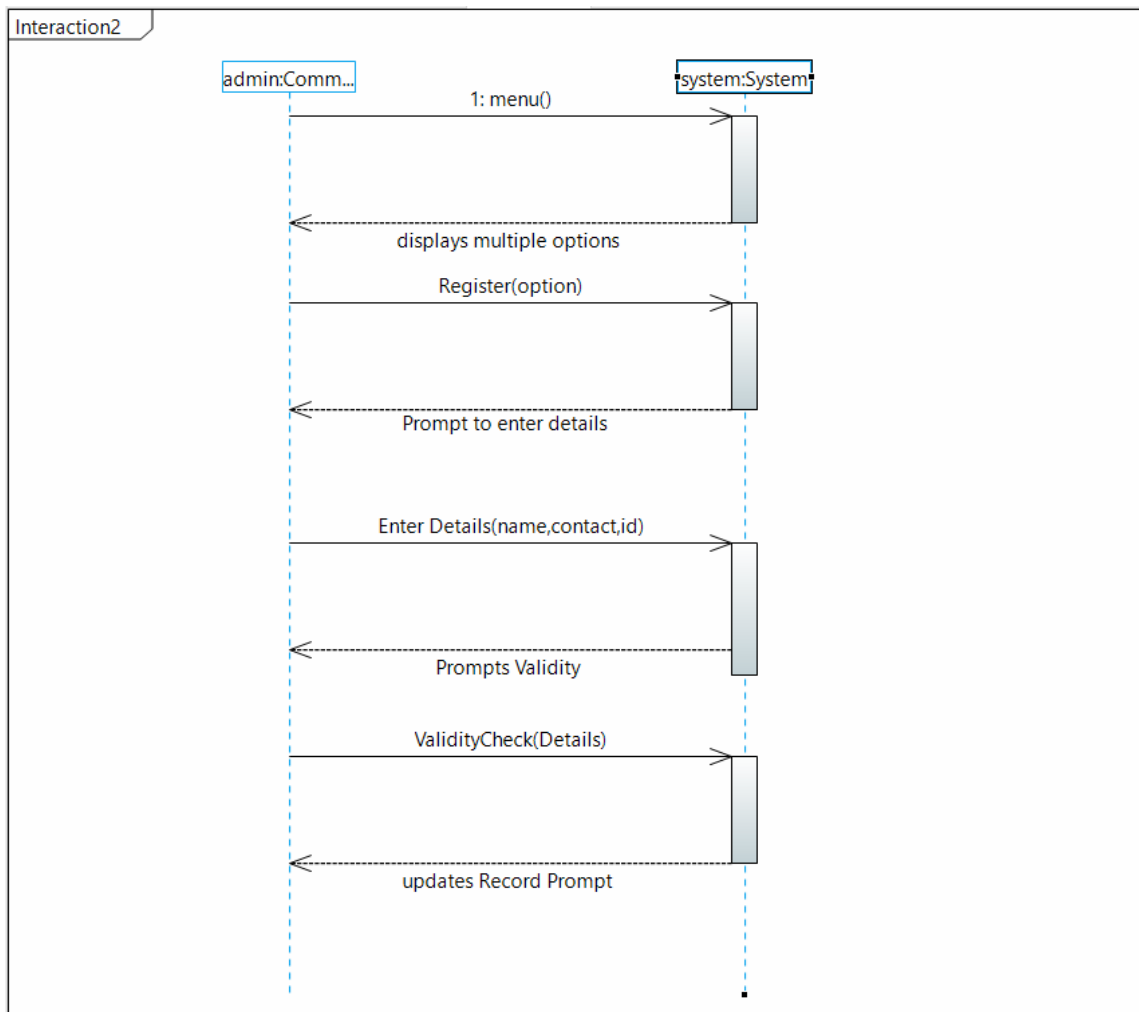 Interaction2
admin:Comm...
system:System
1: menu()
displays multiple options
Register(option)
Prompt to enter details
Enter Details(name,contact,id)
Prompts Validity
ValidityCheck(Details)
updates Record Prompt